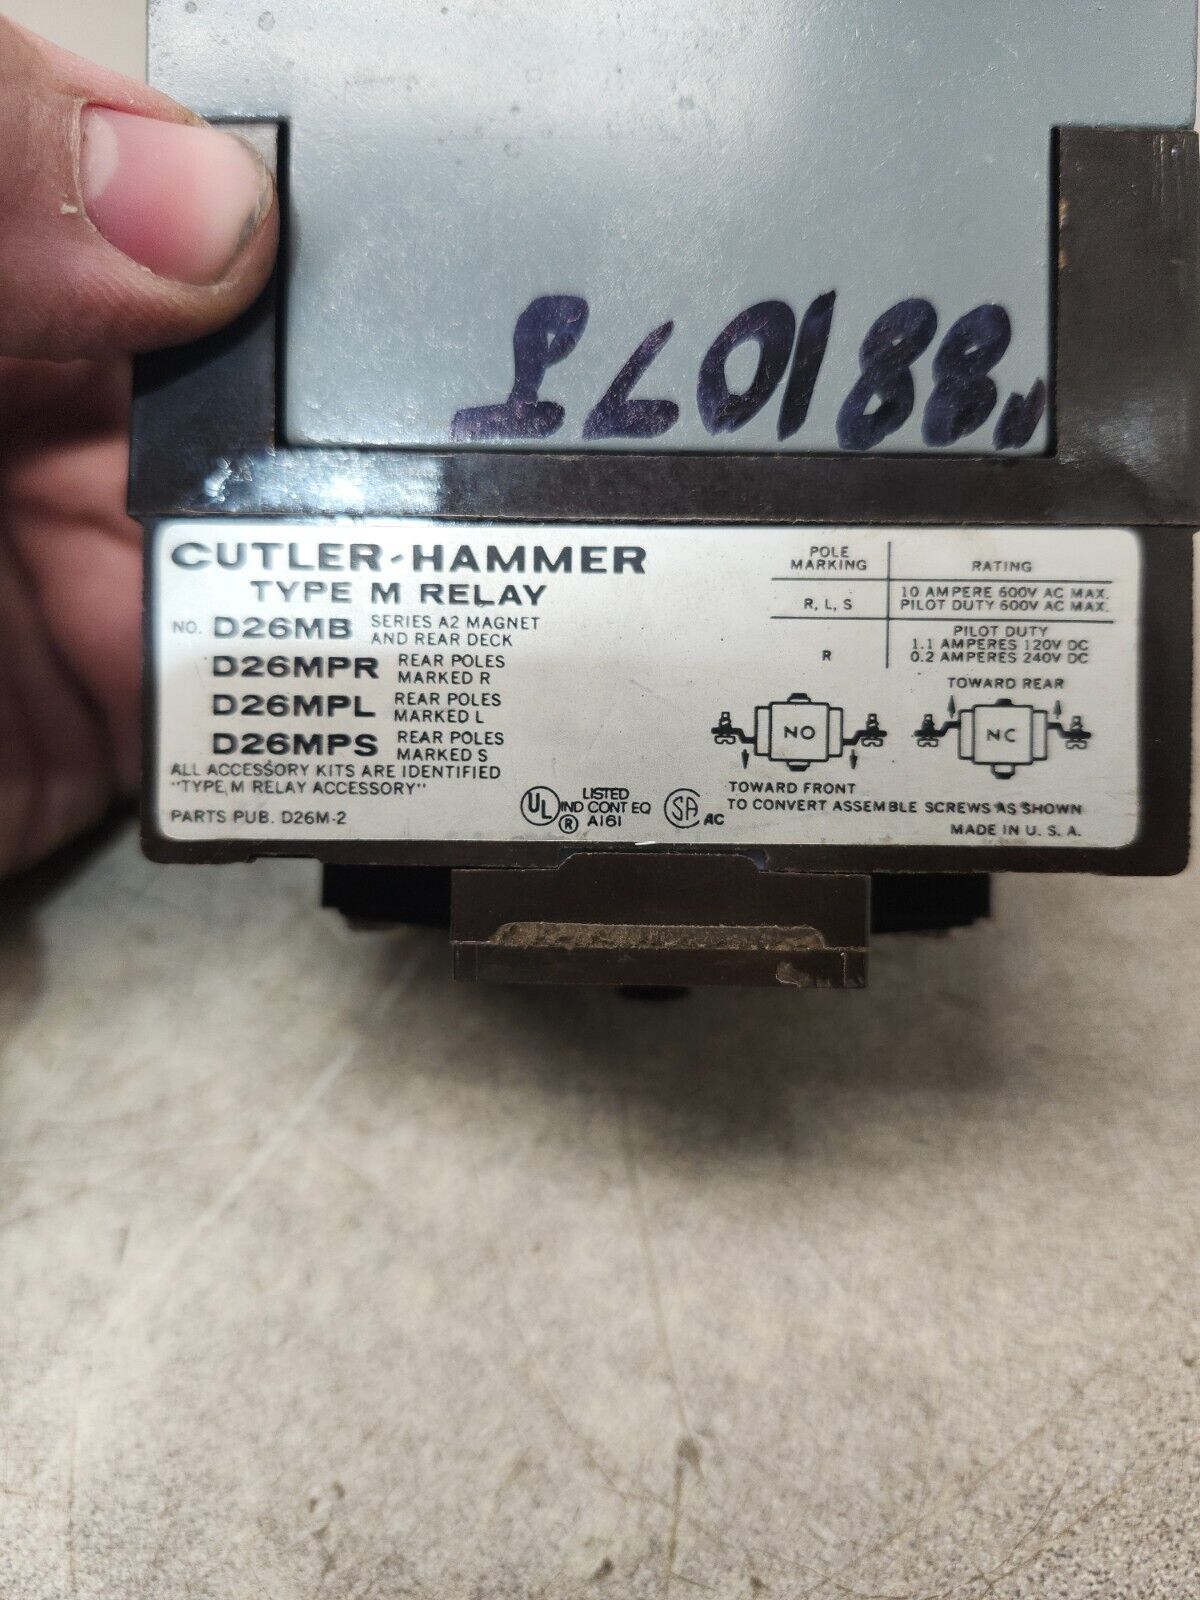 CUTLER-HAMMER
TYPE M RELAY
NO. D26MB SERIES A2 MAGNET
AND REAR DECK
D26MPR REAR POLES
MARKED R
D26MPL REAR POLES
MARKED L
D26MPS REAR POLES
MARKED S
ALL ACCESSORY KITS ARE IDENTIFIED
"TYPE M RELAY ACCESSORY"
PARTS PUB. D26M-2
UL
®
LISTED
IND CONT EQ
A161
SA
AC
POLE
MARKING
RATING
R, L, S
10 AMPERE 600V AC MAX.
PILOT DUTY 600V AC MAX.
R
PILOT DUTY
1.1 AMPERES 120V DC
0.2 AMPERES 240V DC
TOWARD REAR
NO
NC
TOWARD FRONT
TO CONVERT ASSEMBLE SCREWS AS SHOWN
MADE IN U.S.A.